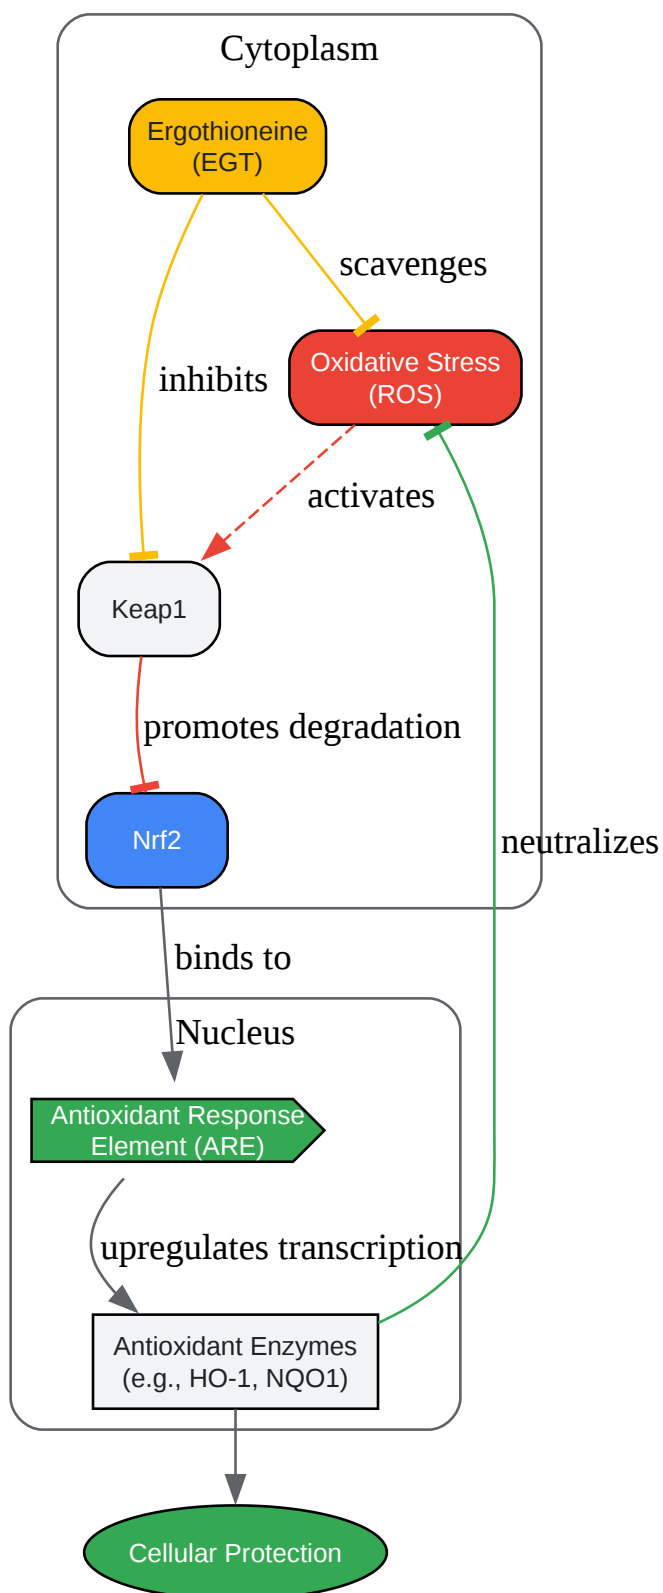 Cytoplasm
Ergothioneine
(EGT)
scavenges
Oxidative Stress
(ROS)
inhibits
activates
Keap1
promotes degradation
Nrf2
neutralizes
binds to
Nucleus
Antioxidant Response
Element (ARE)
upregulates transcription
Antioxidant Enzymes
(e.g., HO-1, NQO1)
Cellular Protection